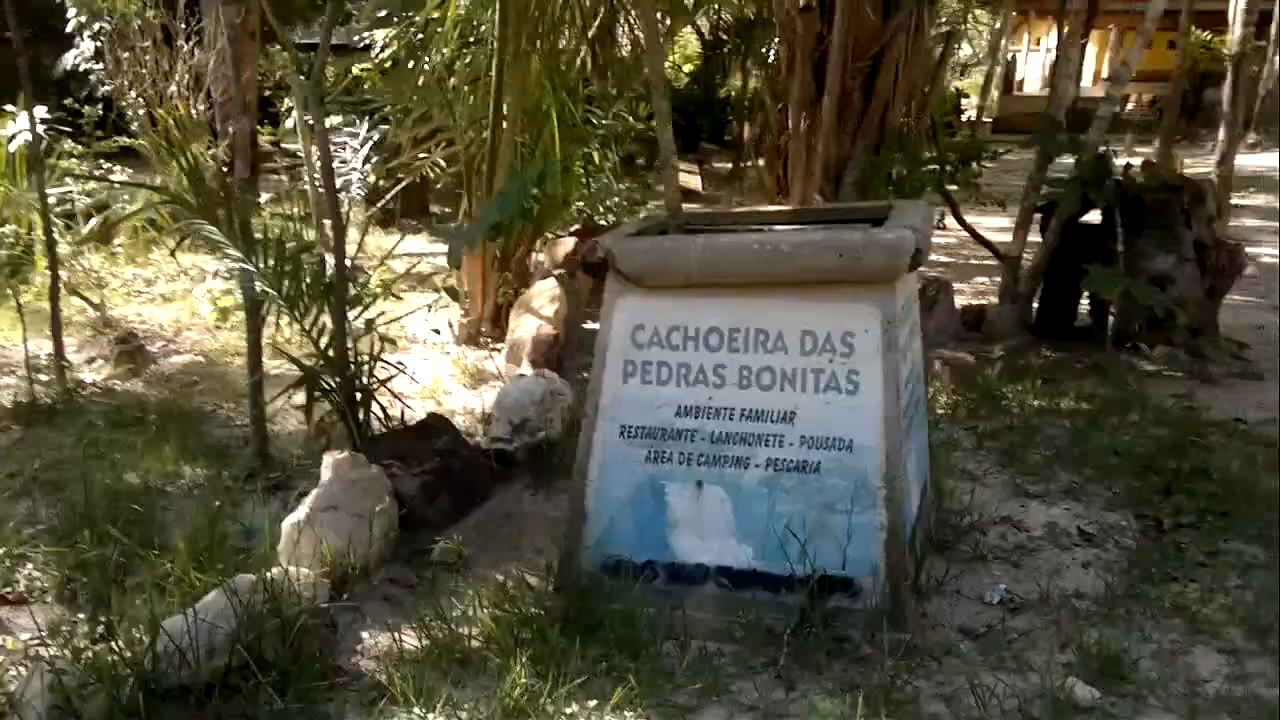 CACHOEIRA DAS
PEDRAS BONITAS
AMBIENTE FAMILIAR
RESTAURANTE - LANCHONETE - POUSADA
ÁREA DE CAMPING - PESCARIA